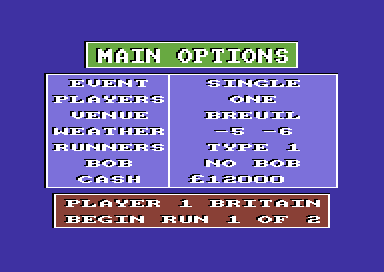 MAIN OPTIONS
EVENT SINGLE
PLAYERS ONE
VENUE BREUIL
WEATHER -5 -6
RUNNERS TYPE 1
BOB NO BOB
CASH £12000
PLAYER 1 BRITAIN
BEGIN RUN 1 OF 2